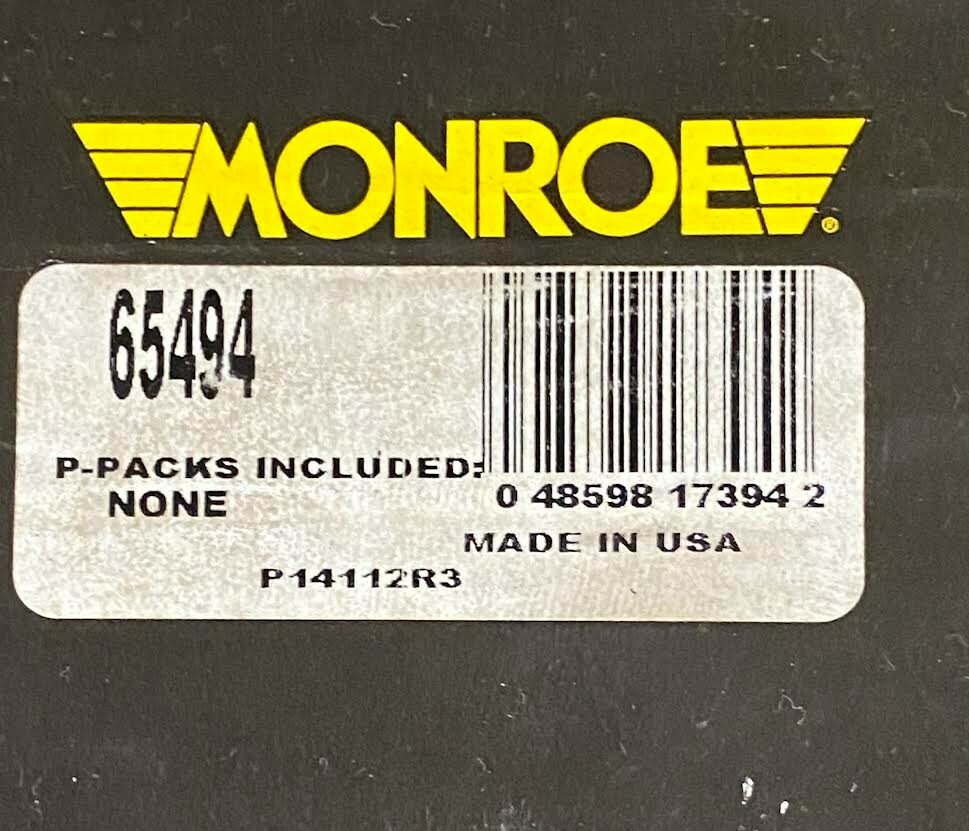 MONROE®
65494
P-PACKS INCLUDED:
NONE
0 48598 17394 2
MADE IN USA
P14112R3